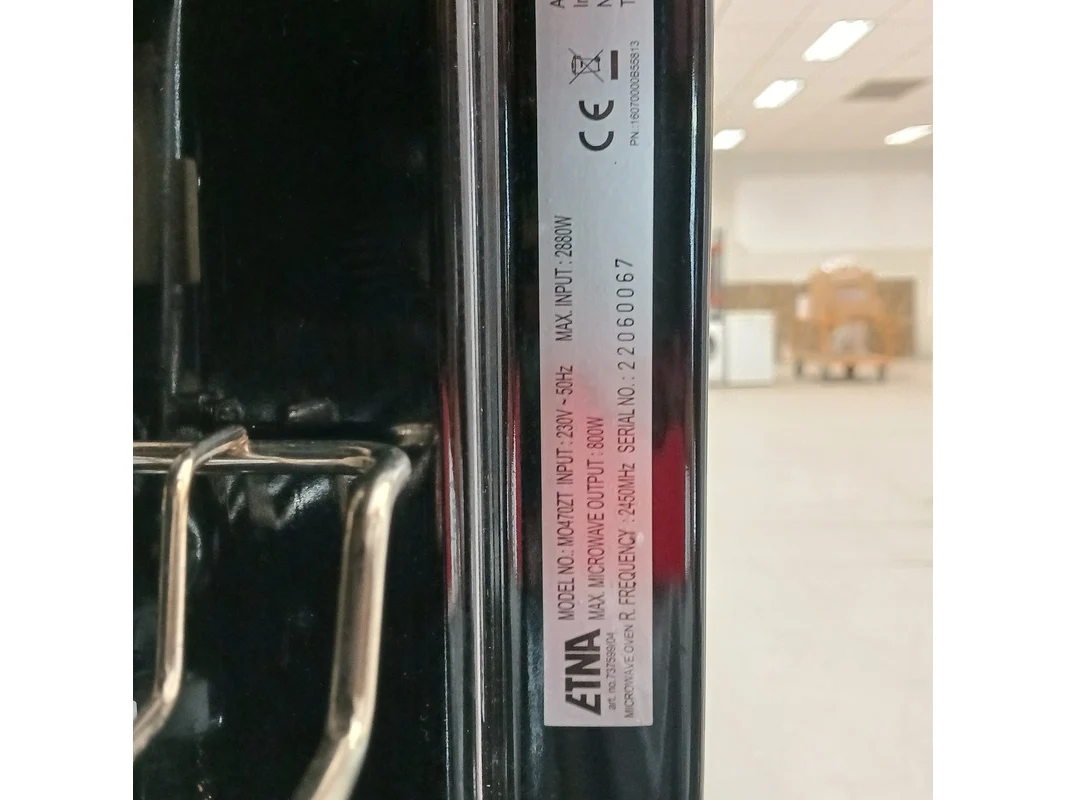 ETNA
art. no.737599/04
MICROWAVE OVEN
MODEL NO.: MO470ZT INPUT : 230V ~ 50Hz MAX. INPUT : 2880W
MAX. MICROWAVE OUTPUT : 800W
R. FREQUENCY : 2450MHz SERIAL NO.: 22060067
CE
PN.:16070000B55813